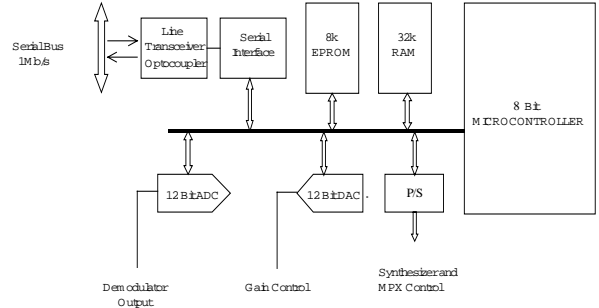 Serial Bus
1Mb/s
Line
Transceiver
Optocoupler
Serial
Interface
8k
EPROM
32k
RAM
8 Bit
MICROCONTROLLER
12 Bit ADC
12 Bit DAC
P/S
Demodulator
Output
Gain Control
Synthesizer and
MPX Control